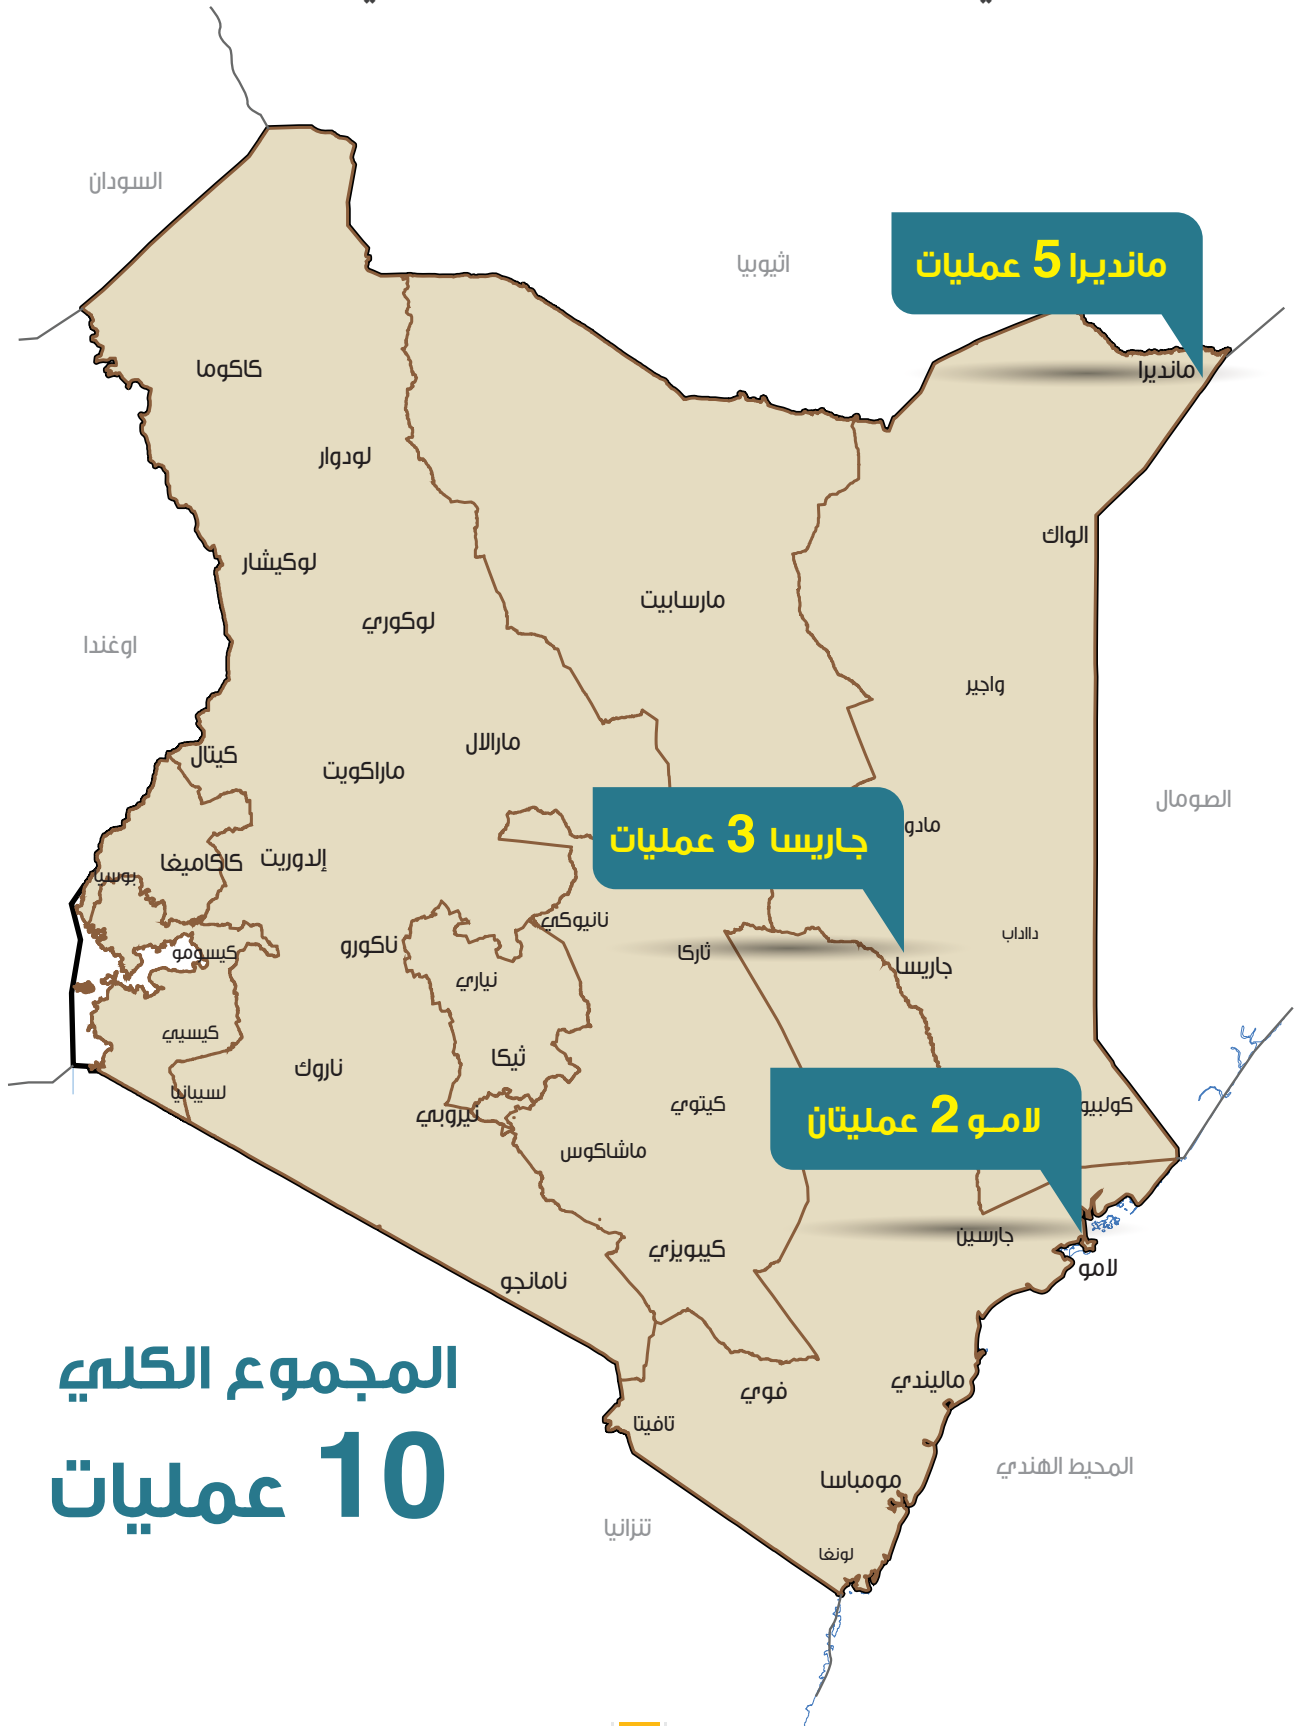 السودان
اثيوبيا
مانديرا 5 عمليات
مانديرا
كاكوما
لودوار
الواك
لوكيشار
مارسابيت
لوكوري
اوغندا
واجير
مارالال
كيتال
ماراكويت
الصومال
مادو
جاريسا 3 عمليات
إلدوريت
كاكاميغا
بوسيا
نانيوكي
داداب
ناكورو
كيسومو
ثاركا
جاريسا
نياري
كيسيي
ثيكا
ناروك
لسيبانيا
كيتوي
كولبيو
نيروبي
لامو 2 عمليتان
ماشاكوس
جارسين
كيبويزي
لامو
نامانجو
المجموع الكلي
ماليندي
فوي
تافيتا
10 عمليات
المحيط الهندي
مومباسا
تنزانيا
لونغا